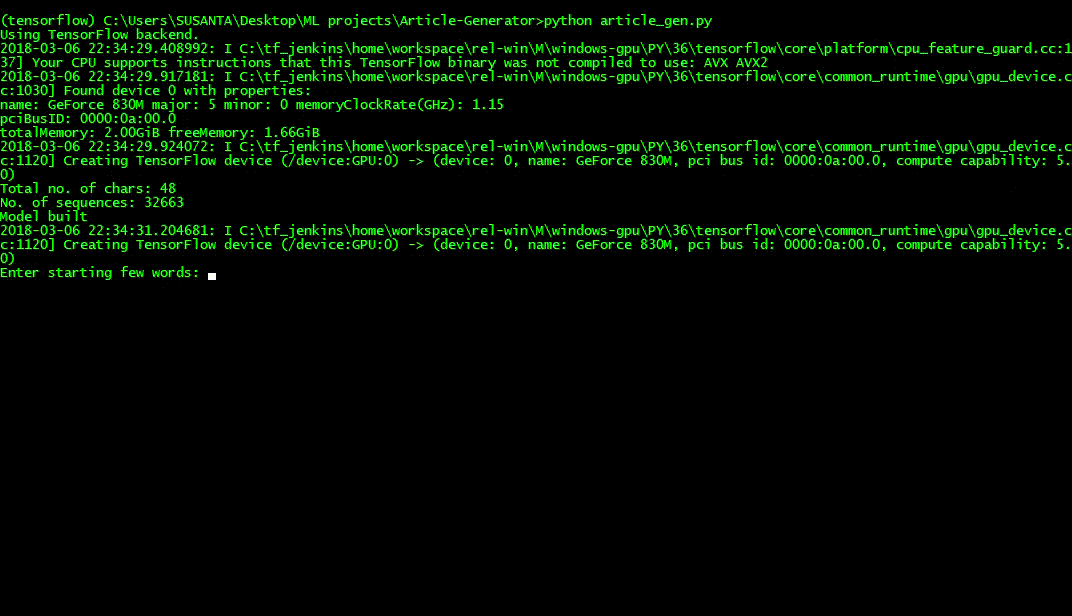 (tensorflow) C:\Users\SUSANTA\Desktop\ML projects\Article-Generator>python article_gen.py
Using TensorFlow backend.
2018-03-06 22:34:29.408992: I C:\tf_jenkins\home\workspace\rel-win\M\windows-gpu\PY\36\tensorflow\core\platform\cpu_feature_guard.cc:1
37] Your CPU supports instructions that this TensorFlow binary was not compiled to use: AVX AVX2
2018-03-06 22:34:29.917181: I C:\tf_jenkins\home\workspace\rel-win\M\windows-gpu\PY\36\tensorflow\core\common_runtime\gpu\gpu_device.c
c:1030] Found device 0 with properties:
name: GeForce 830M major: 5 minor: 0 memoryClockRate(GHz): 1.15
pciBusID: 0000:0a:00.0
totalMemory: 2.00GiB freeMemory: 1.66GiB
2018-03-06 22:34:29.924072: I C:\tf_jenkins\home\workspace\rel-win\M\windows-gpu\PY\36\tensorflow\core\common_runtime\gpu\gpu_device.c
c:1120] Creating TensorFlow device (/device:GPU:0) -> (device: 0, name: GeForce 830M, pci bus id: 0000:0a:00.0, compute capability: 5.
0)
Total no. of chars: 48
No. of sequences: 32663
Model built
2018-03-06 22:34:31.204681: I C:\tf_jenkins\home\workspace\rel-win\M\windows-gpu\PY\36\tensorflow\core\common_runtime\gpu\gpu_device.c
c:1120] Creating TensorFlow device (/device:GPU:0) -> (device: 0, name: GeForce 830M, pci bus id: 0000:0a:00.0, compute capability: 5.
0)
Enter starting few words: